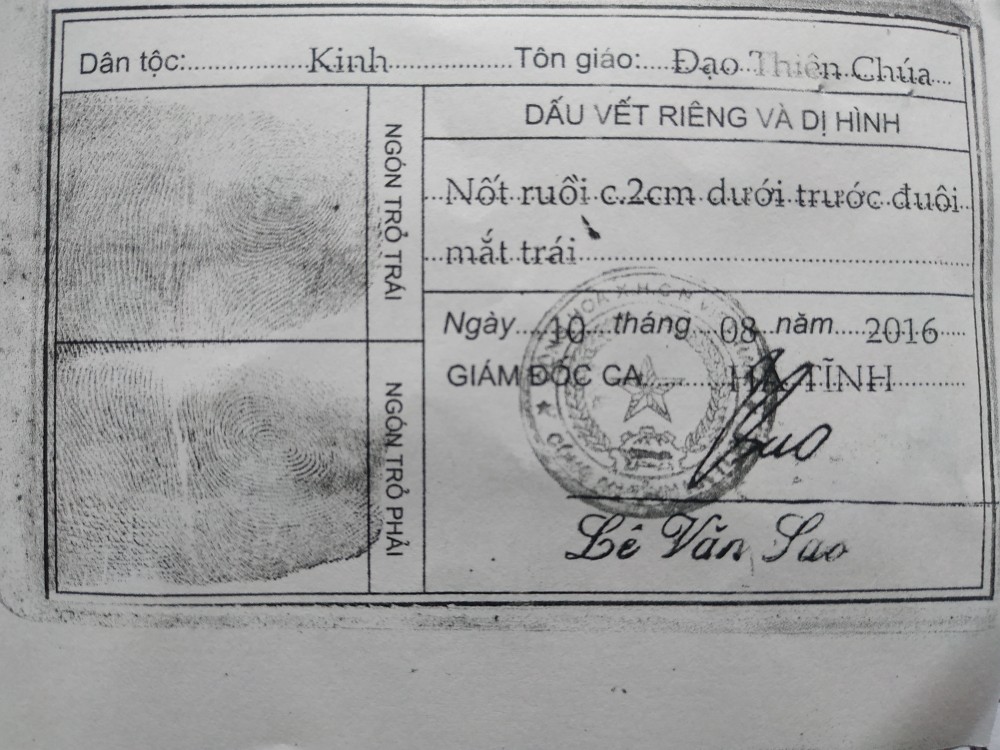 Dân tộc:......Kinh......Tôn giáo:....Đạo Thiên Chúa...
NGÓN TRỎ TRÁI
DẤU VẾT RIÊNG VÀ DỊ HÌNH
Nốt ruồi c.2cm dưới trước đuôi
mắt trái
Ngày....10....tháng....08...năm....2016
GIÁM ĐỐC CA......HÀ TĨNH
NGÓN TRỎ PHẢI
Sao
Lê Văn Sao